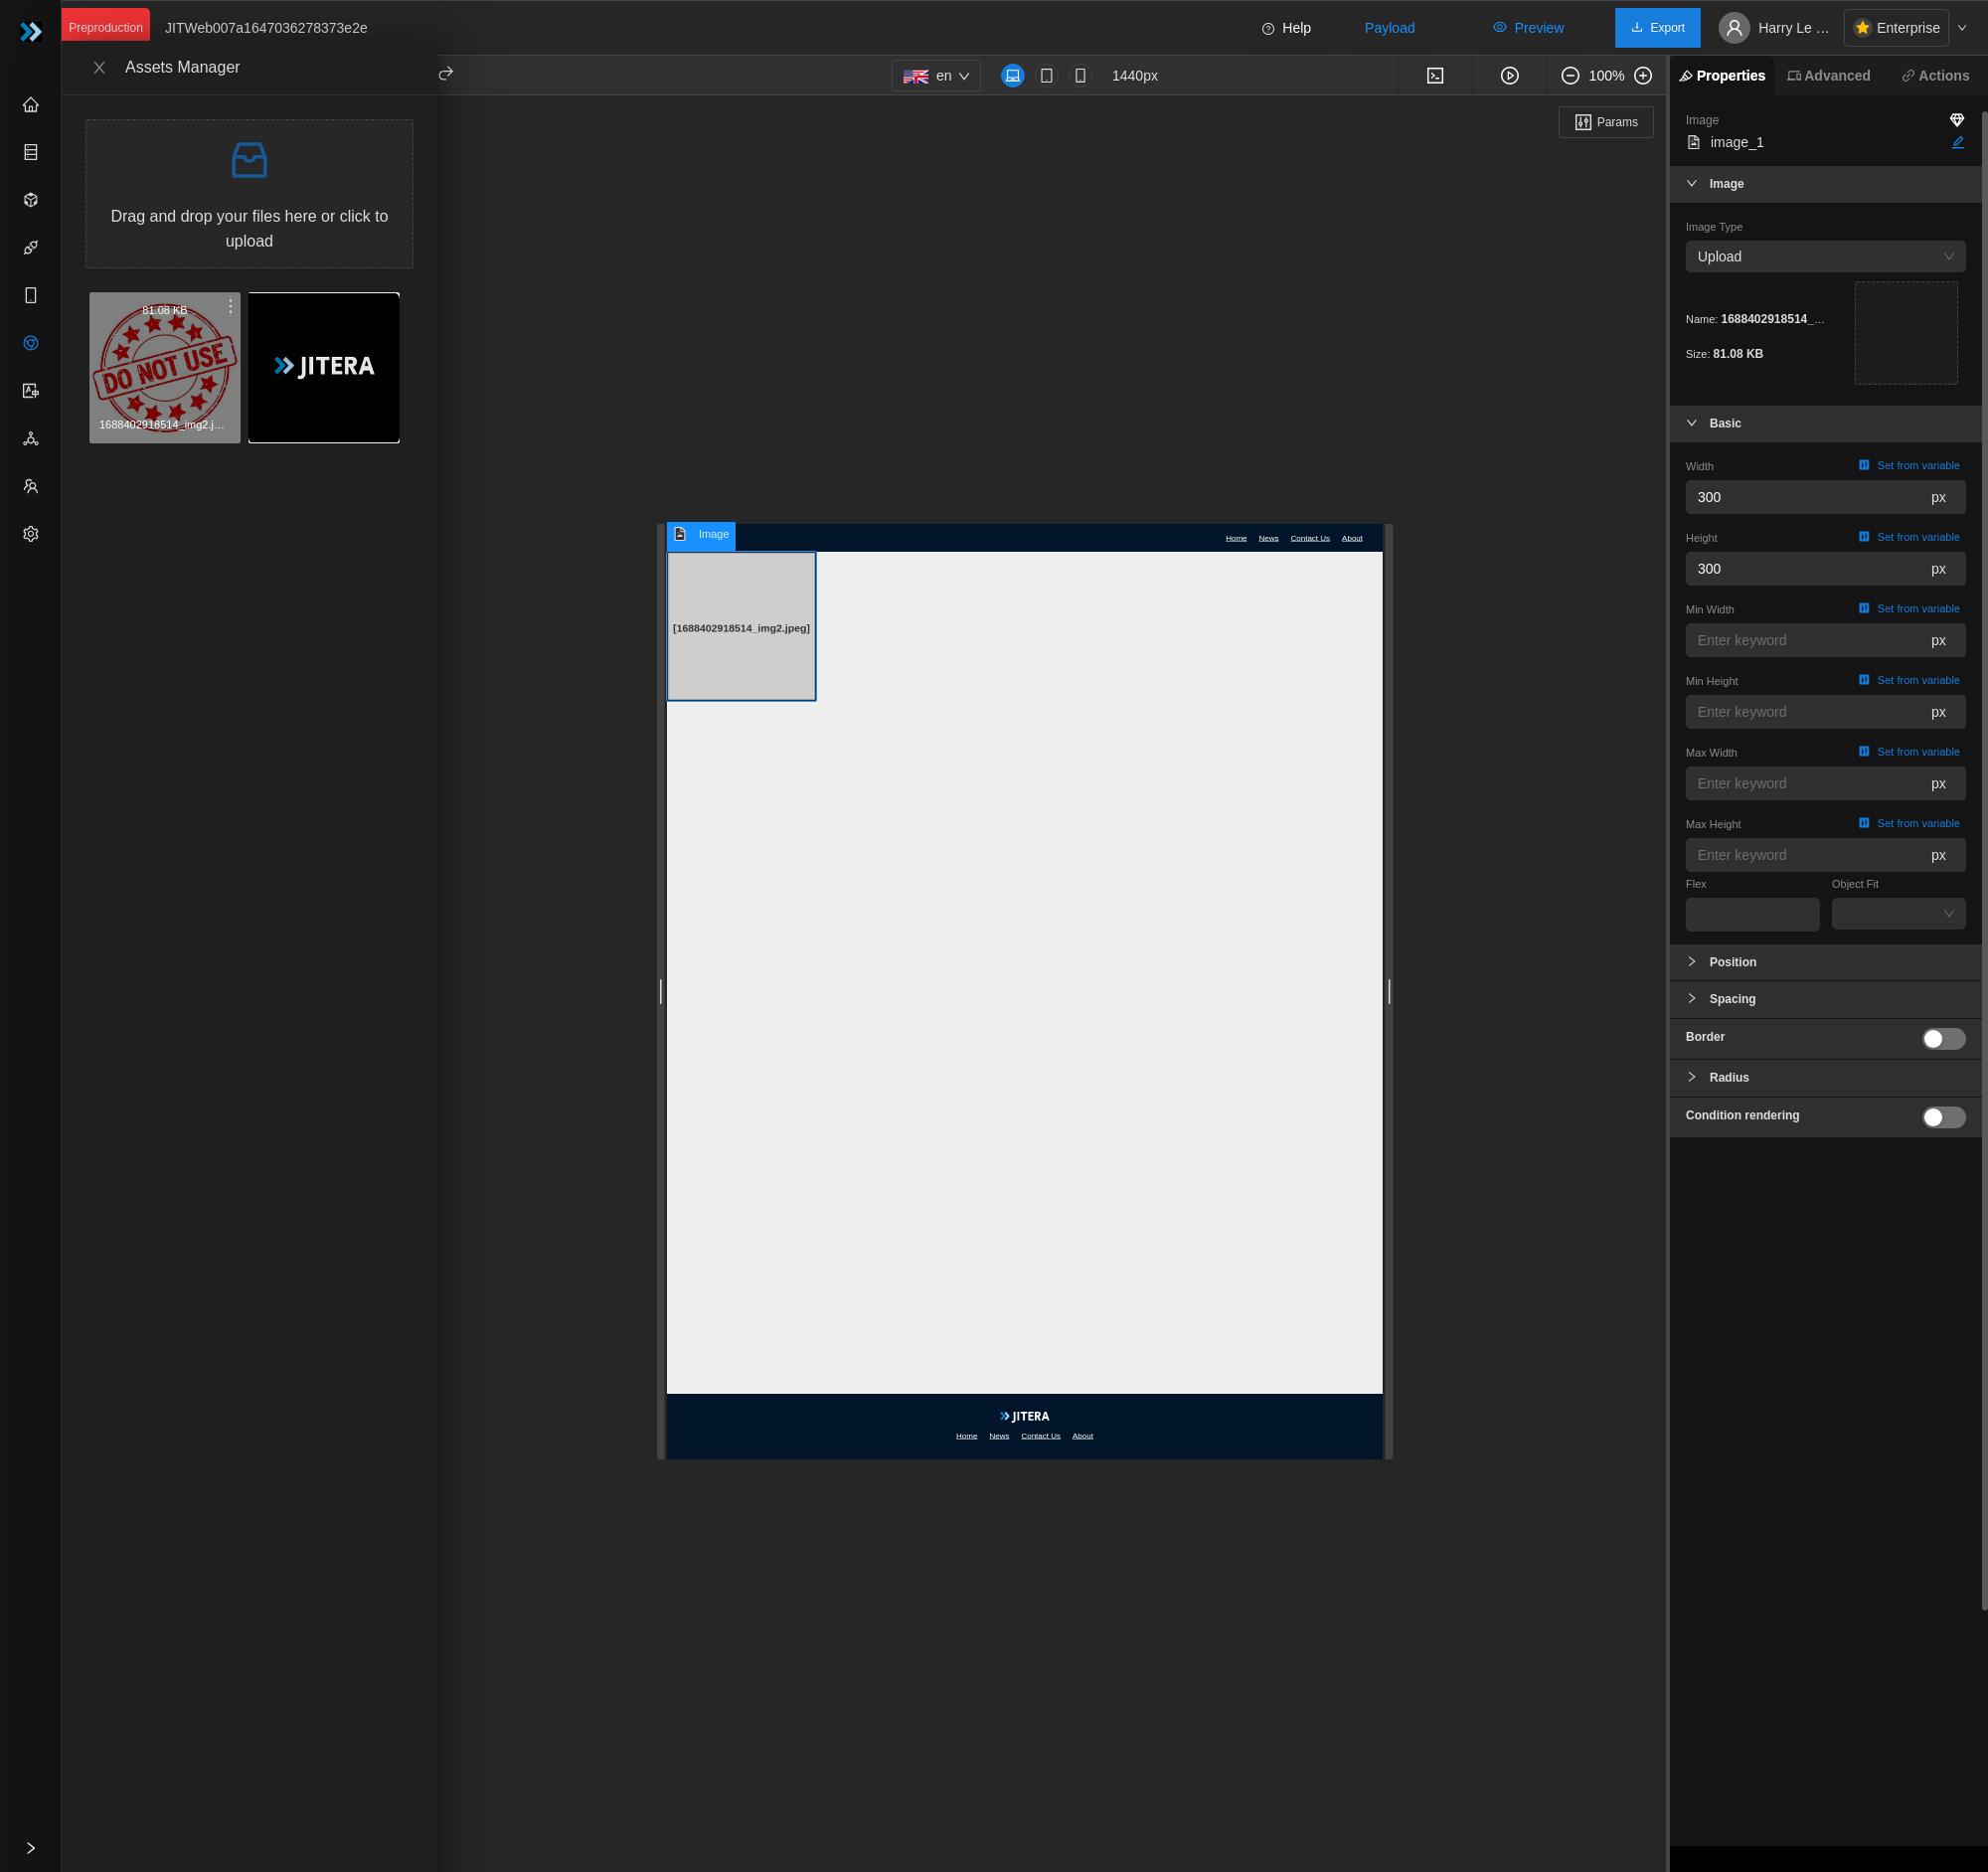 Preproduction
JITWeb007a1647036278373e2e
Help
Payload
Preview
Export
Harry Le ...
Enterprise
Assets Manager
en
1440px
100%
Properties
Advanced
Actions
Params
Drag and drop your files here or click to
upload
81.08 KB
DO NOT USE
1688402918514_img2.j...
JITERA
Image
Home
News
Contact Us
About
[1688402918514_img2.jpeg]
JITERA
Home
News
Contact Us
About
Image
image_1
Image
Image Type
Upload
Name: 1688402918514_...
Size: 81.08 KB
Basic
Width
Set from variable
300
px
Height
Set from variable
300
px
Min Width
Set from variable
Enter keyword
px
Min Height
Set from variable
Enter keyword
px
Max Width
Set from variable
Enter keyword
px
Max Height
Set from variable
Enter keyword
px
Flex
Object Fit
Position
Spacing
Border
Radius
Condition rendering